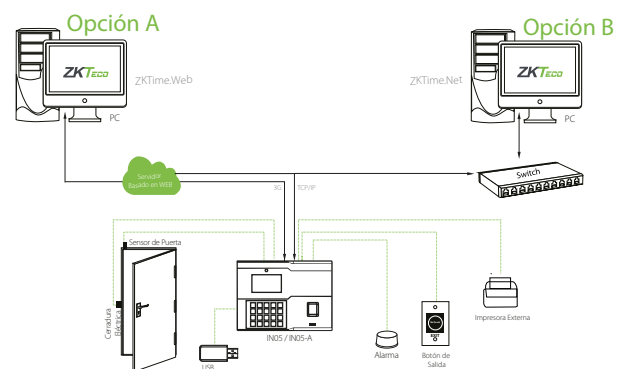 Opción A
Opción B
ZKTECO
ZKTime.Web
ZKTime.Net
ZKTECO
PC
PC
Servidor
Basado en WEB
Switch
3G
TCP/IP
Sensor de Puerta
Cerradura
Eléctrica
IN05 / IN05-A
USB
Alarma
EXIT
Botón de
Salida
Impresora Externa